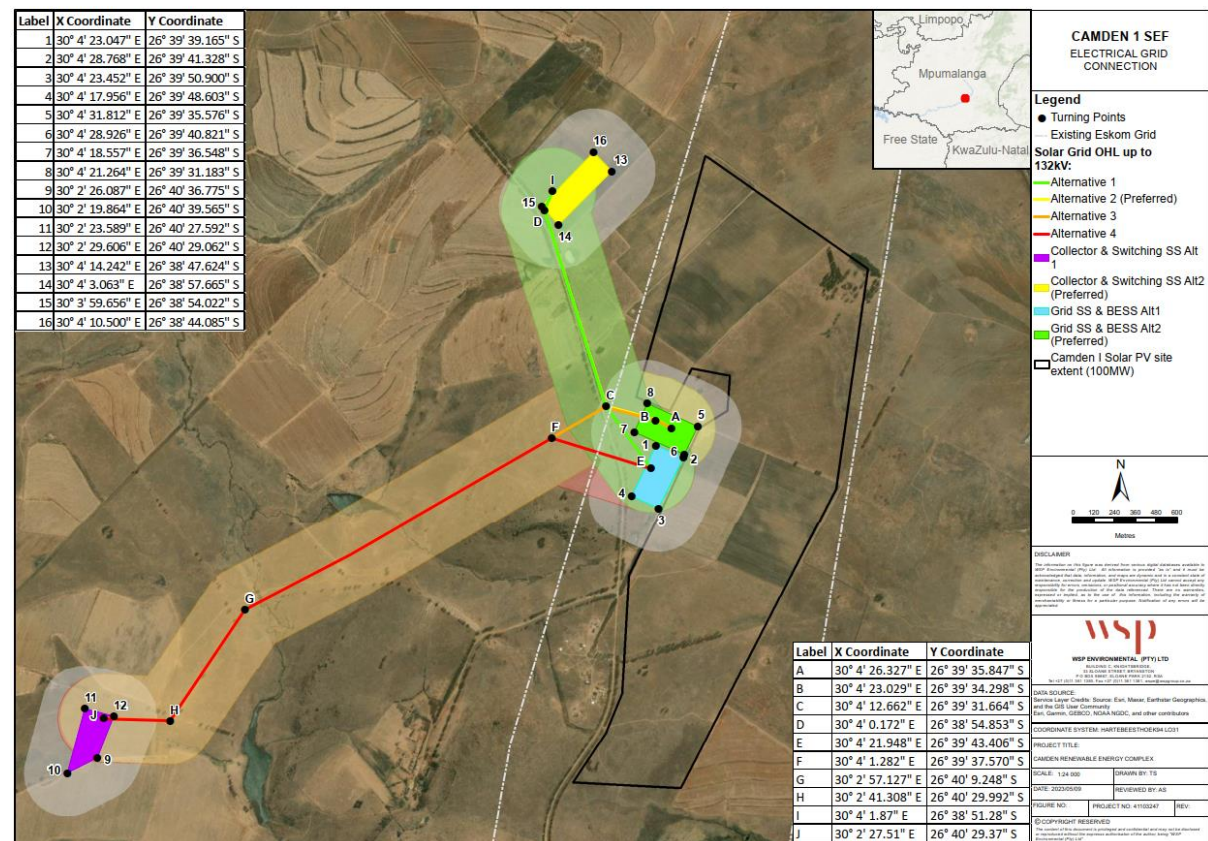 Label X Coordinate Y Coordinate
1 30° 4' 23.047" E 26° 39' 39.165" S
2 30° 4' 28.768" E 26° 39' 41.328" S
3 30° 4' 23.452" E 26° 39' 50.900" S
4 30° 4' 17.956" E 26° 39' 48.603" S
5 30° 4' 31.812" E 26° 39' 35.576" S
6 30° 4' 28.926" E 26° 39' 40.821" S
7 30° 4' 18.557" E 26° 39' 36.548" S
8 30° 4' 21.264" E 26° 39' 31.183" S
9 30° 2' 26.087" E 26° 40' 36.775" S
10 30° 2' 19.864" E 26° 40' 39.565" S
11 30° 2' 23.589" E 26° 40' 27.592" S
12 30° 2' 29.606" E 26° 40' 29.062" S
13 30° 4' 14.242" E 26° 38' 47.624" S
14 30° 4' 3.063" E 26° 38' 57.665" S
15 30° 3' 59.656" E 26° 38' 54.022" S
16 30° 4' 10.500" E 26° 38' 44.085" S
Limpopo
Mpumalanga
Free State
KwaZulu-Natal
16
13
I
15
D
14
C
8
B
A
5
F
7
1
6
2
E
4
3
G
11
J
12
H
9
10
CAMDEN 1 SEF
ELECTRICAL GRID
CONNECTION
Legend
Turning Points
Existing Eskom Grid
Solar Grid OHL up to
132kV:
Alternative 1
Alternative 2 (Preferred)
Alternative 3
Alternative 4
Collector & Switching SS Alt
1
Collector & Switching SS Alt2
(Preferred)
Grid SS & BESS Alt1
Grid SS & BESS Alt2
(Preferred)
Camden I Solar PV site
extent (100MW)
N
0 120 240 360 480 600
Metres
DISCLAIMER
WSP
WSP ENVIRONMENTAL (PTY) LTD
DATA SOURCE:
Service Layer Credits: Source: Esri, Maxar, Earthstar Geographics,
and the GIS User Community
Esri, Garmin, GEBCO, NOAA NGDC, and other contributors
COORDINATE SYSTEM: HARTEBEESTHOEK94 LO31
PROJECT TITLE:
CAMDEN RENEWABLE ENERGY COMPLEX
SCALE: 1:24 000 DRAWN BY: TS
DATE: 2023/05/09 REVIEWED BY: AS
FIGURE NO: PROJECT NO: 41103247 REV:
© COPYRIGHT RESERVED
Label X Coordinate Y Coordinate
A 30° 4' 26.327" E 26° 39' 35.847" S
B 30° 4' 23.029" E 26° 39' 34.298" S
C 30° 4' 12.662" E 26° 39' 31.664" S
D 30° 4' 0.172" E 26° 38' 54.853" S
E 30° 4' 21.948" E 26° 39' 43.406" S
F 30° 4' 1.282" E 26° 39' 37.570" S
G 30° 2' 57.127" E 26° 40' 9.248" S
H 30° 2' 41.308" E 26° 40' 29.992" S
I 30° 4' 1.87" E 26° 38' 51.28" S
J 30° 2' 27.51" E 26° 40' 29.37" S